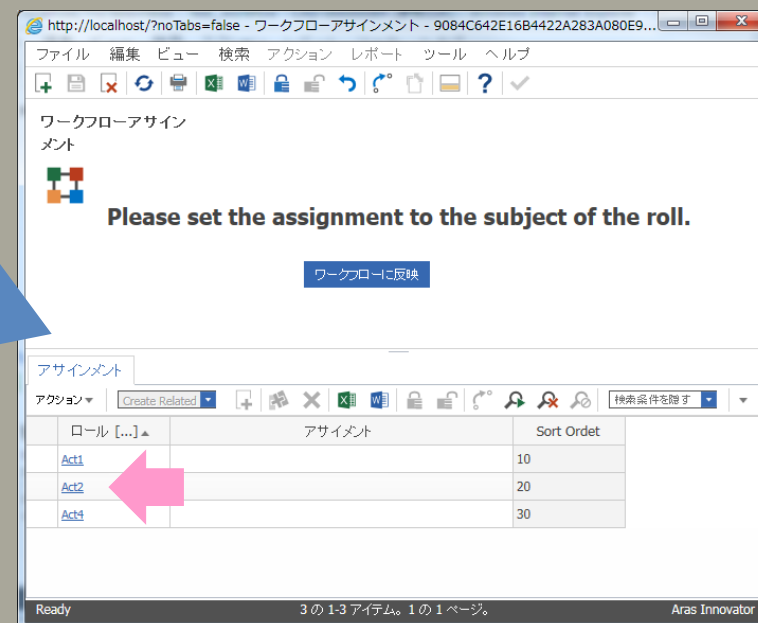 http://localhost/?noTabs=false - ワークフローアサインメント - 9084C642E16B4422A283A080E9...
ファイル 編集 ビュー 検索 アクション レポート ツール ヘルプ
ワークフローアサイン
メント
Please set the assignment to the subject of the roll.
ワークフローに反映
アサインメント
アクション Create Related 検索条件を隠す
ロール [...] アサイメント Sort Ordet
Act1 10
Act2 20
Act4 30
Ready 3 の 1-3 アイテム。1 の 1 ページ。 Aras Innovator